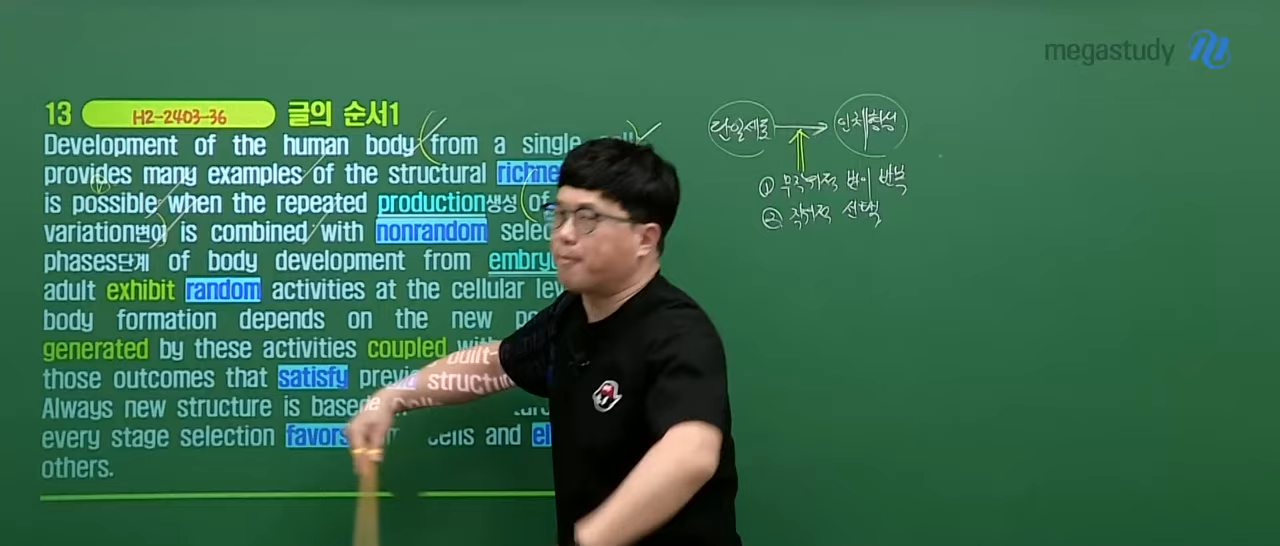 megastudy
13 H2-2403-36 글의 순서1
Development of the human body from a single
provides many examples of the structural
is possible when the repeated production생성 of
variation변이 is combined with nonrandom
phases단계 of body development from
adult exhibit random activities at the cellular
body formation depends on the new
generated by these activities coupled
those outcomes that satisfy
Always new structure is based
every stage selection favors cells and
others.
단일세포 인체형성
① 무작위적 변이 반복
② 작위적 선택